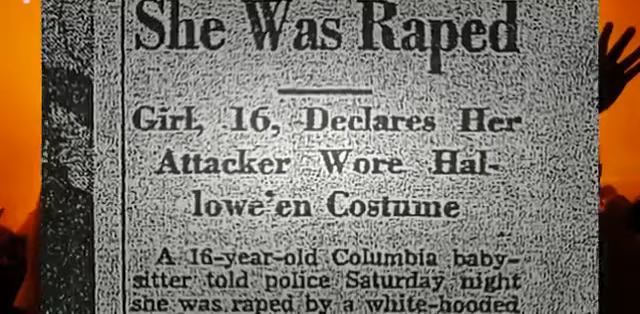 She Was Raped
Girl, 16, Declares Her
Attacker Wore Hal-
lowe'en Costume
A 16-year-old Columbia baby-
sitter told police Saturday night
she was raped by a white-hooded